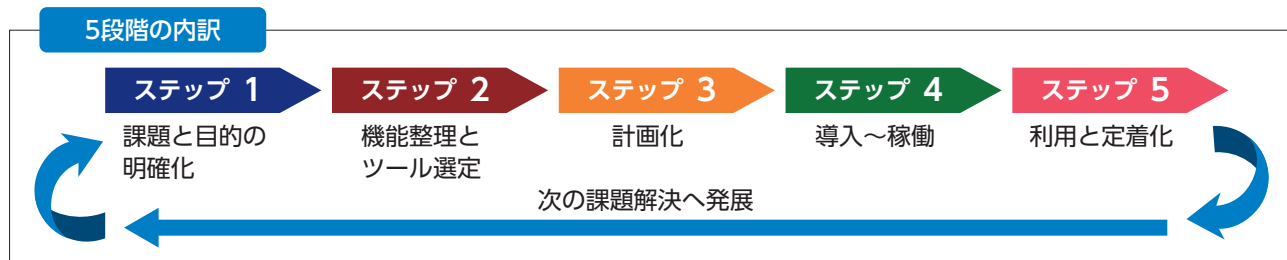 5段階の内訳
ステップ 1
ステップ 2
ステップ 3
ステップ 4
ステップ 5
課題と目的の
明確化
機能整理と
ツール選定
計画化
導入～稼働
利用と定着化
次の課題解決へ発展